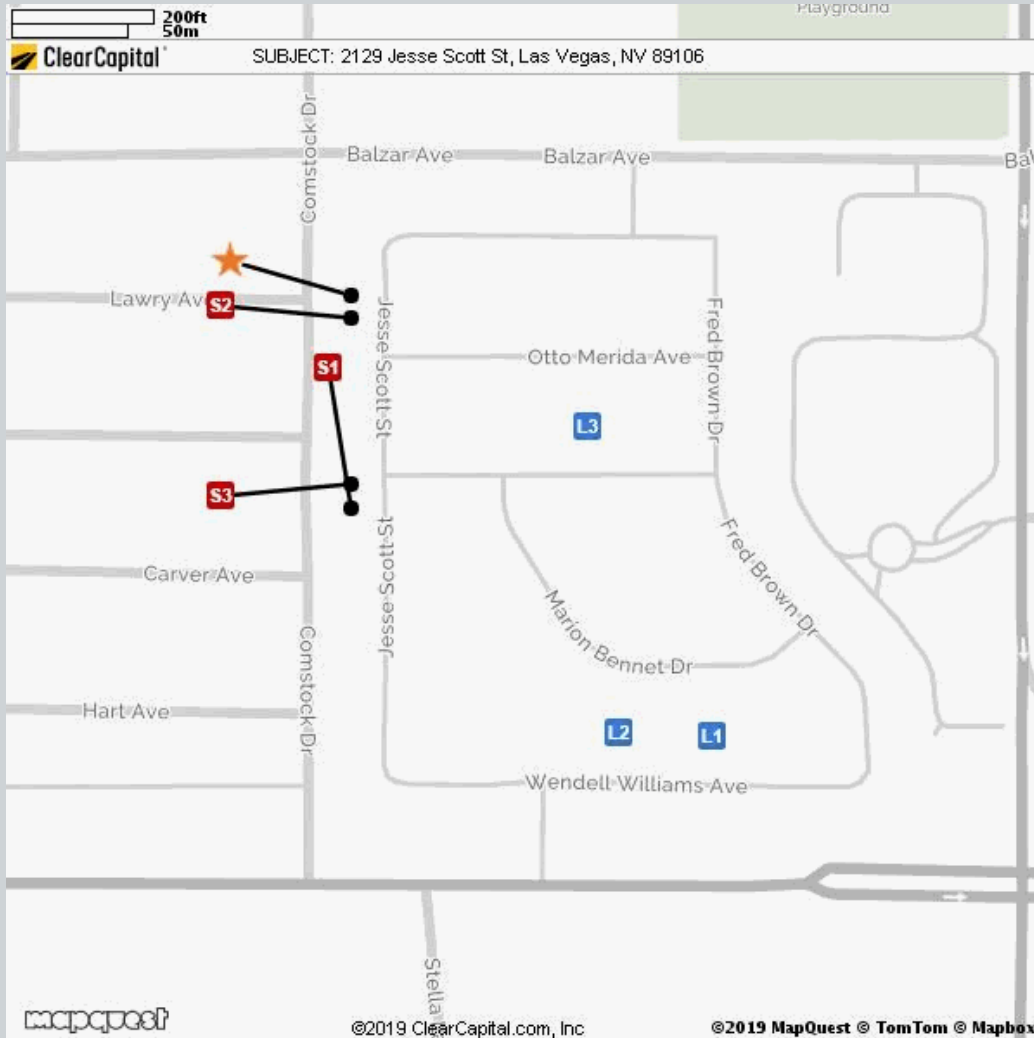 200ft
50m
Playground
ClearCapital
SUBJECT: 2129 Jesse Scott St, Las Vegas, NV 89106
Comstock Dr
Balzar Ave
Balzar Ave
Lawry Av
S2
S1
Jesse Scott St
Otto Merida Ave
Fred Brown Dr
L3
S3
Jesse Scott St
Fred Brown Dr
Carver Ave
Marion Bennet Dr
Comstock Dr
Hart Ave
L2
L1
Wendell Williams Ave
Stella
mapquest
©2019 ClearCapital.com, Inc
©2019 MapQuest © TomTom © Mapbox